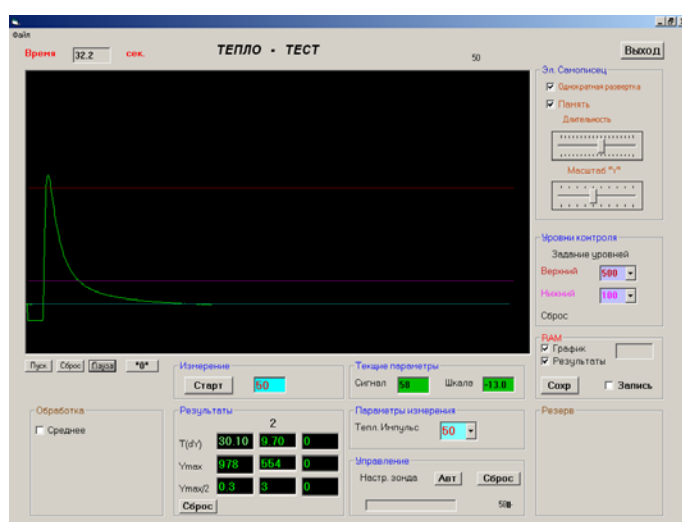 Файл
Время 32.2 сек. ТЕПЛО - ТЕСТ 50 Выход
Эл. Самописец
Однократная развертка
Память
Длительность
Масштаб "Y"
Уровни контроля
Задание уровней
Верхний 500
Нижний 100
Сброс
RAM
График
Результаты
Сохр Запись
Пуск Сброс Пауза "0"
Измерение
Старт 50
Текщие параметры
Сигнал 58 Шкала -13.0
Обработка
Среднее
Результаты
2
T(dY) 30.10 9.70 0
Ymax 978 554 0
Ymax/2 0.3 3 0
Сброс
Параметры измерения
Тепл. Импульс 50
Управление
Настр. зонда Авт Сброс
Резерв